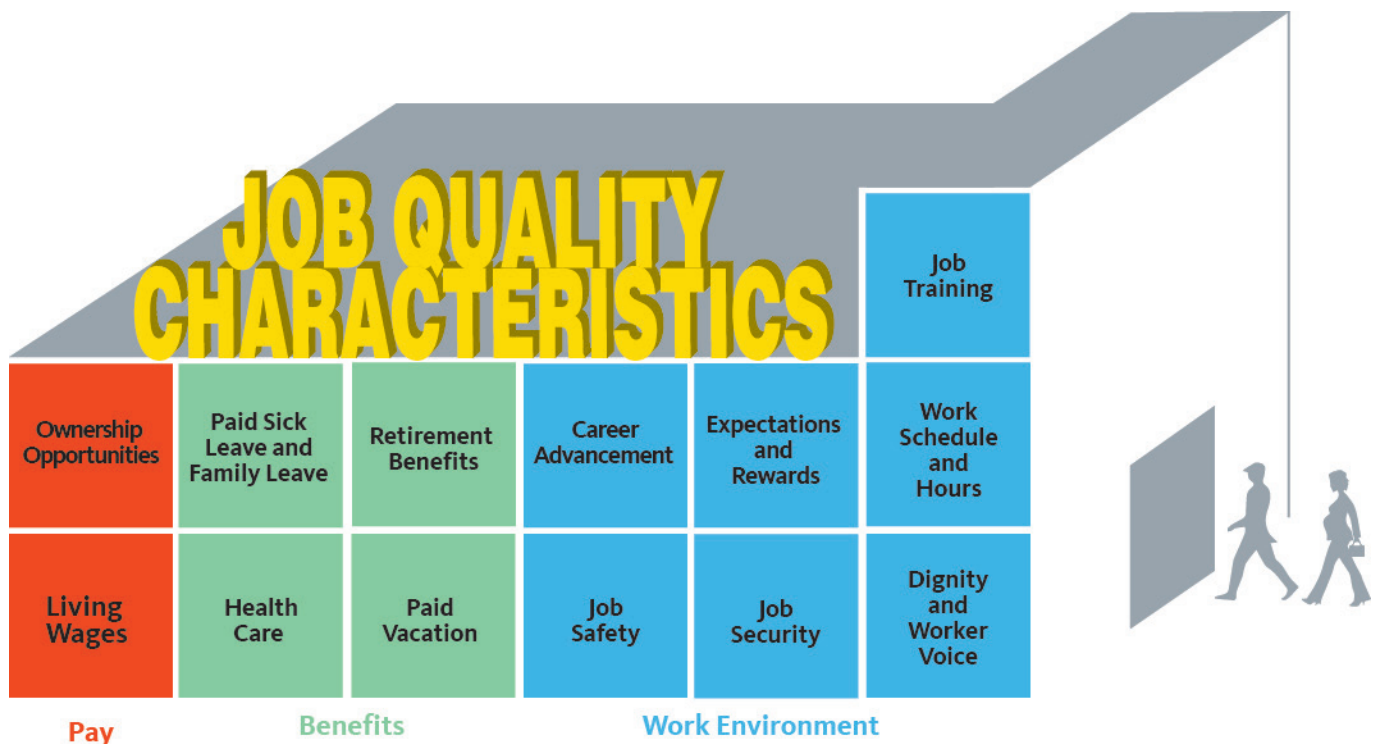 JOB QUALITY
CHARACTERISTICS
Job
Training
Ownership
Opportunities
Paid Sick
Leave and
Family Leave
Retirement
Benefits
Career
Advancement
Expectations
and
Rewards
Work
Schedule
and
Hours
Living
Wages
Health
Care
Paid
Vacation
Job
Safety
Job
Security
Dignity
and
Worker
Voice
Pay
Benefits
Work Environment